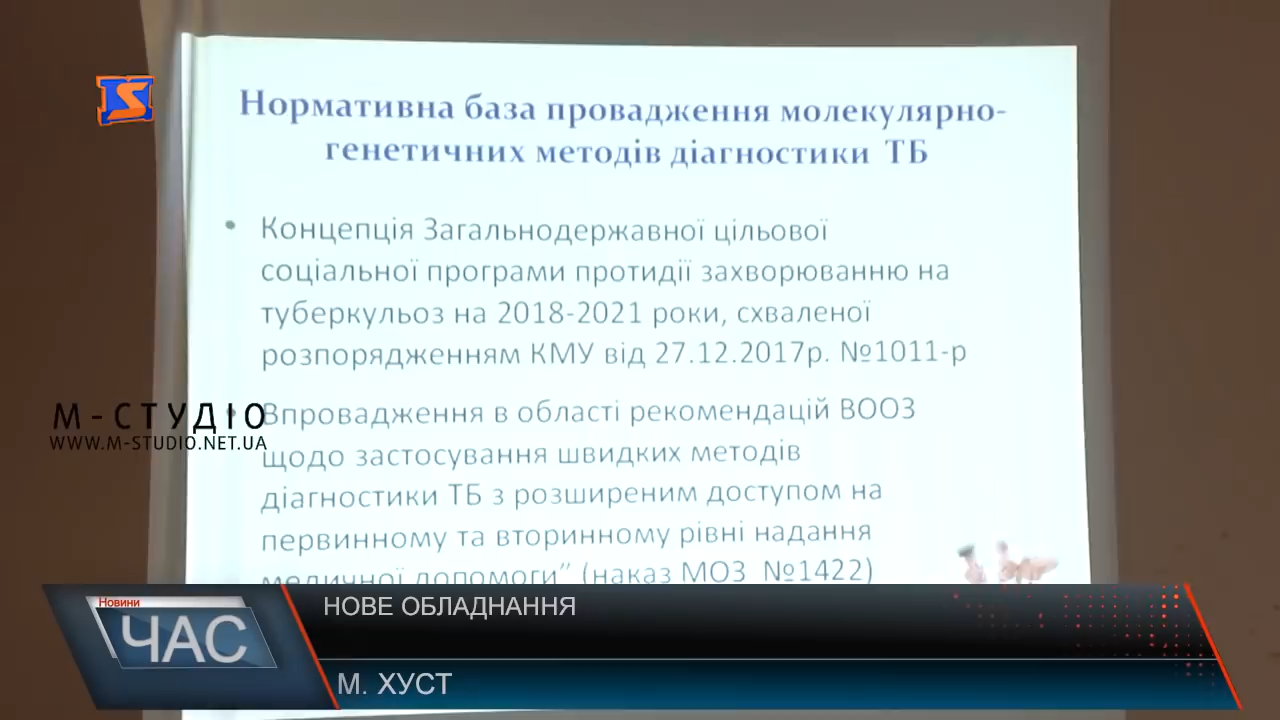 Нормативна база провадження молекулярно-
генетичних методів діагностики ТБ
• Концепція Загальнодержавної цільової
соціальної програми протидії захворюванню на
туберкульоз на 2018-2021 роки, схваленої
розпорядженням КМУ від 27.12.2017р. №1011-р
• Впровадження в області рекомендацій ВООЗ
щодо застосування швидких методів
діагностики ТБ з розширеним доступом на
первинному та вторинному рівні надання
медичної допомоги” (наказ МОЗ №1422)
М-СТУДІО
WWW.M-STUDIO.NET.UA
S
Новини
ЧАС
НОВЕ ОБЛАДНАННЯ
М. ХУСТ